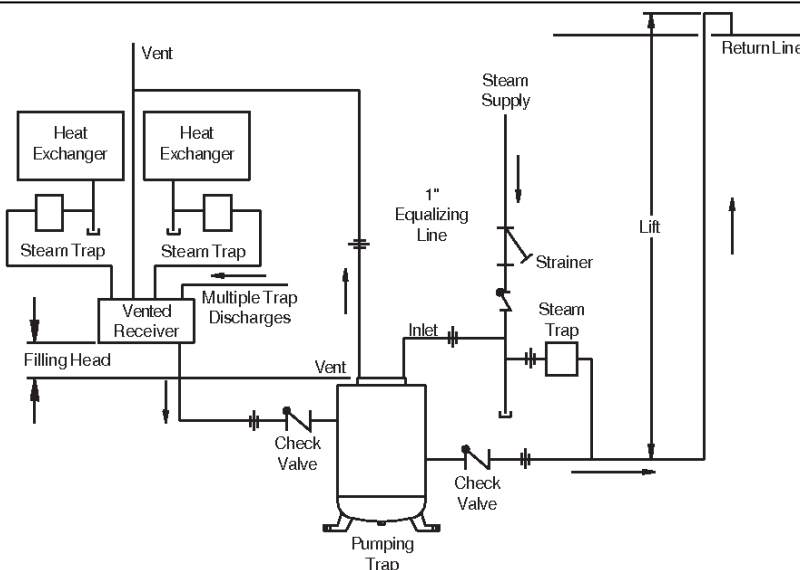 Vent
Return Line
Steam
Supply
Heat
Exchanger
Heat
Exchanger
1"
Equalizing
Line
Lift
Steam Trap
Steam Trap
Strainer
Multiple Trap
Discharges
Vented
Receiver
Steam
Trap
Inlet
Filling Head
Vent
Check
Valve
Check
Valve
Pumping
Trap